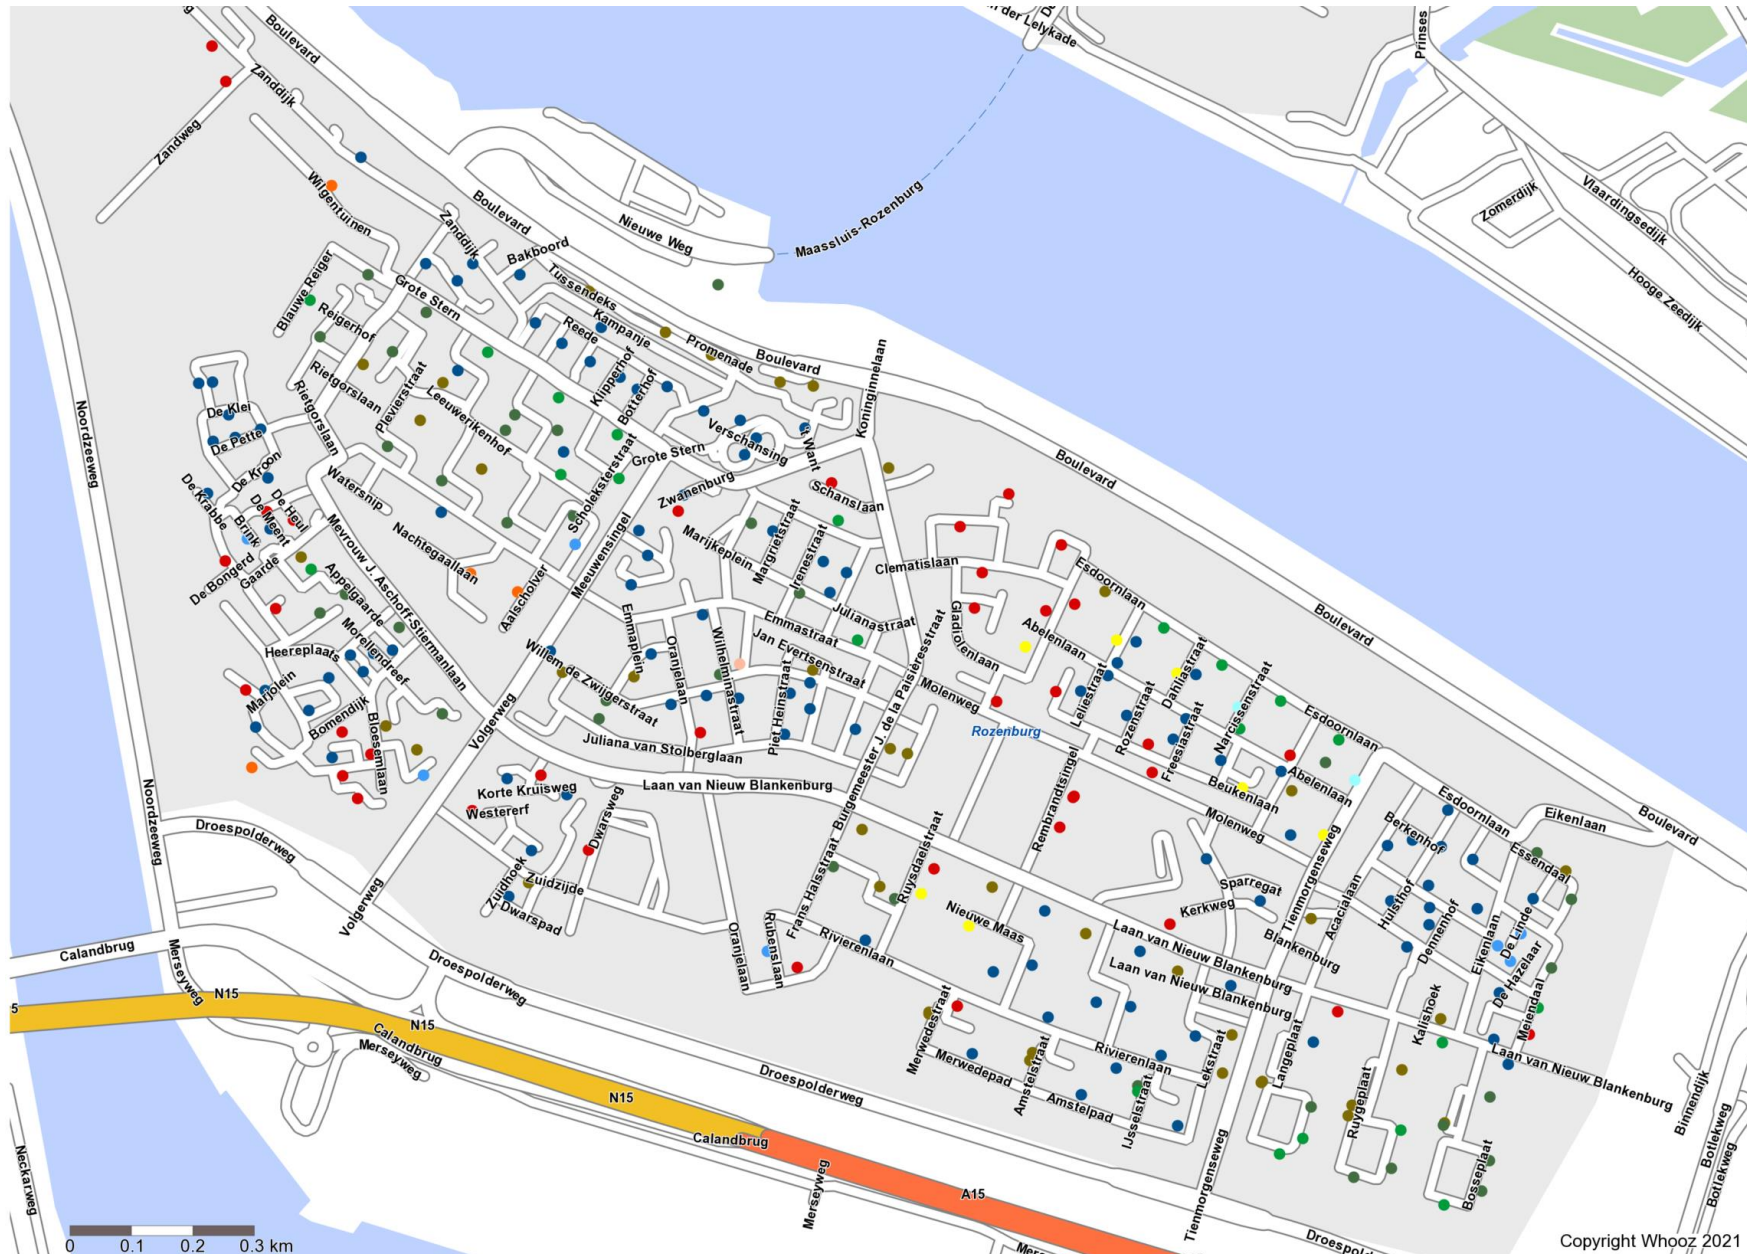 Boulevard
Zanddijk
Zandweg
Wilgentuinen
Zanddijk
Boulevard
Bakboord
Nieuwe Weg
Maassluis-Rozenburg
der Lelykade
Prinses
Zomerdijk
Vlaardingsedijk
Hooge Zeedijk
Blauwe Reiger
Reigerhof
Grote Stern
Tussendeks
Kampanje
Reede
Promenade
Boulevard
Klipperhof
Botterhof
Koninginnelaan
Rietgorslaan
Rietgorslaan
Plevierstraat
Leeuwerikenhof
De Klei
De Pette
De Kroon
De Krabbe
De Heul
De Meent
Brink
De Bongerd
Gaarde
Noordzeeweg
Watersnip
Nachtegaallaan
Aalscholver
Scholeksterstraat
Meeuwensingel
Grote Stern
Verschansing
't Want
Zwanenburg
Schanslaan
Boulevard
Marijkeplein
Margrietstraat
Irenestraat
Julianastraat
Clematislaan
Gladiolenlaan
Esdoornlaan
Abelenlaan
Boulevard
Mevrouw J. Aschoff-Stiermanlaan
Appelgaarde
Morellendreef
Heereplaats
Marjolein
Bomendijk
Bloesemlaan
Emmaplein
Oranjelaan
Wilhelminastraat
Emmastraat
Jan Evertsenstraat
Piet Heinstraat
Willem de Zwijgerstraat
Juliana van Stolberglaan
Volgerweg
Burgemeester J. de la Paisièresstraat
Molenweg
Rozenburg
Leliestraat
Rozenstraat
Dahliastraat
Freesiastraat
Narcissenstraat
Esdoornlaan
Abelenlaan
Beukenlaan
Molenweg
Laan van Nieuw Blankenburg
Korte Kruisweg
Westererf
Dwarsweg
Zuidhoek
Zuidzijde
Dwarspad
Noordzeeweg
Droespolderweg
Volgerweg
Oranjelaan
Rubenslaan
Frans Halsstraat
Ruysdaelstraat
Rembrandtsingel
Nieuwe Maas
Rivierenlaan
Sparregat
Kerkweg
Tienmorgenseweg
Blankenburg
Acacialaan
Laan van Nieuw Blankenburg
Laan van Nieuw Blankenburg
Esdoornlaan
Berkenhof
Hulsthof
Dennenhof
Essendaal
Eikenlaan
Boulevard
Eikenlaan
De Linde
De Hazelaar
Meiendaal
Kalishoek
Laan van Nieuw Blankenburg
Calandbrug
Merseyweg
N15
5
N15
Calandbrug
Merseyweg
Droespolderweg
N15
Droespolderweg
Calandbrug
Merseyweg
A15
Merwedestraat
Merwedepad
Amstelstraat
Amstelpad
Rivierenlaan
IJsselstraat
Lekstraat
Langeplaat
Ruygeplaat
Bosseplaat
Tienmorgenseweg
Droespol
Binnendijk
Botlekweg
Botlekweg
Neckarweg
0 0.1 0.2 0.3 km
Copyright Whooz 2021